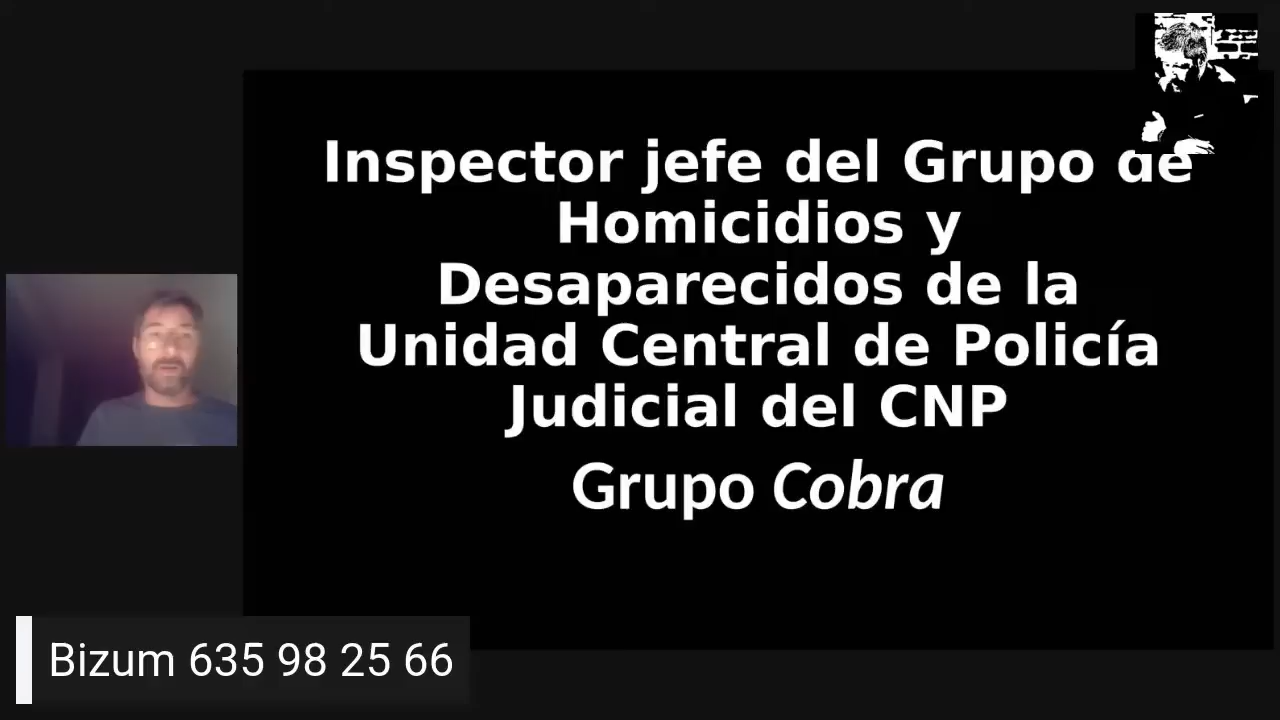 Inspector jefe del Grupo de
Homicidios y
Desaparecidos de la
Unidad Central de Policía
Judicial del CNP
Grupo Cobra
Bizum 635 98 25 66